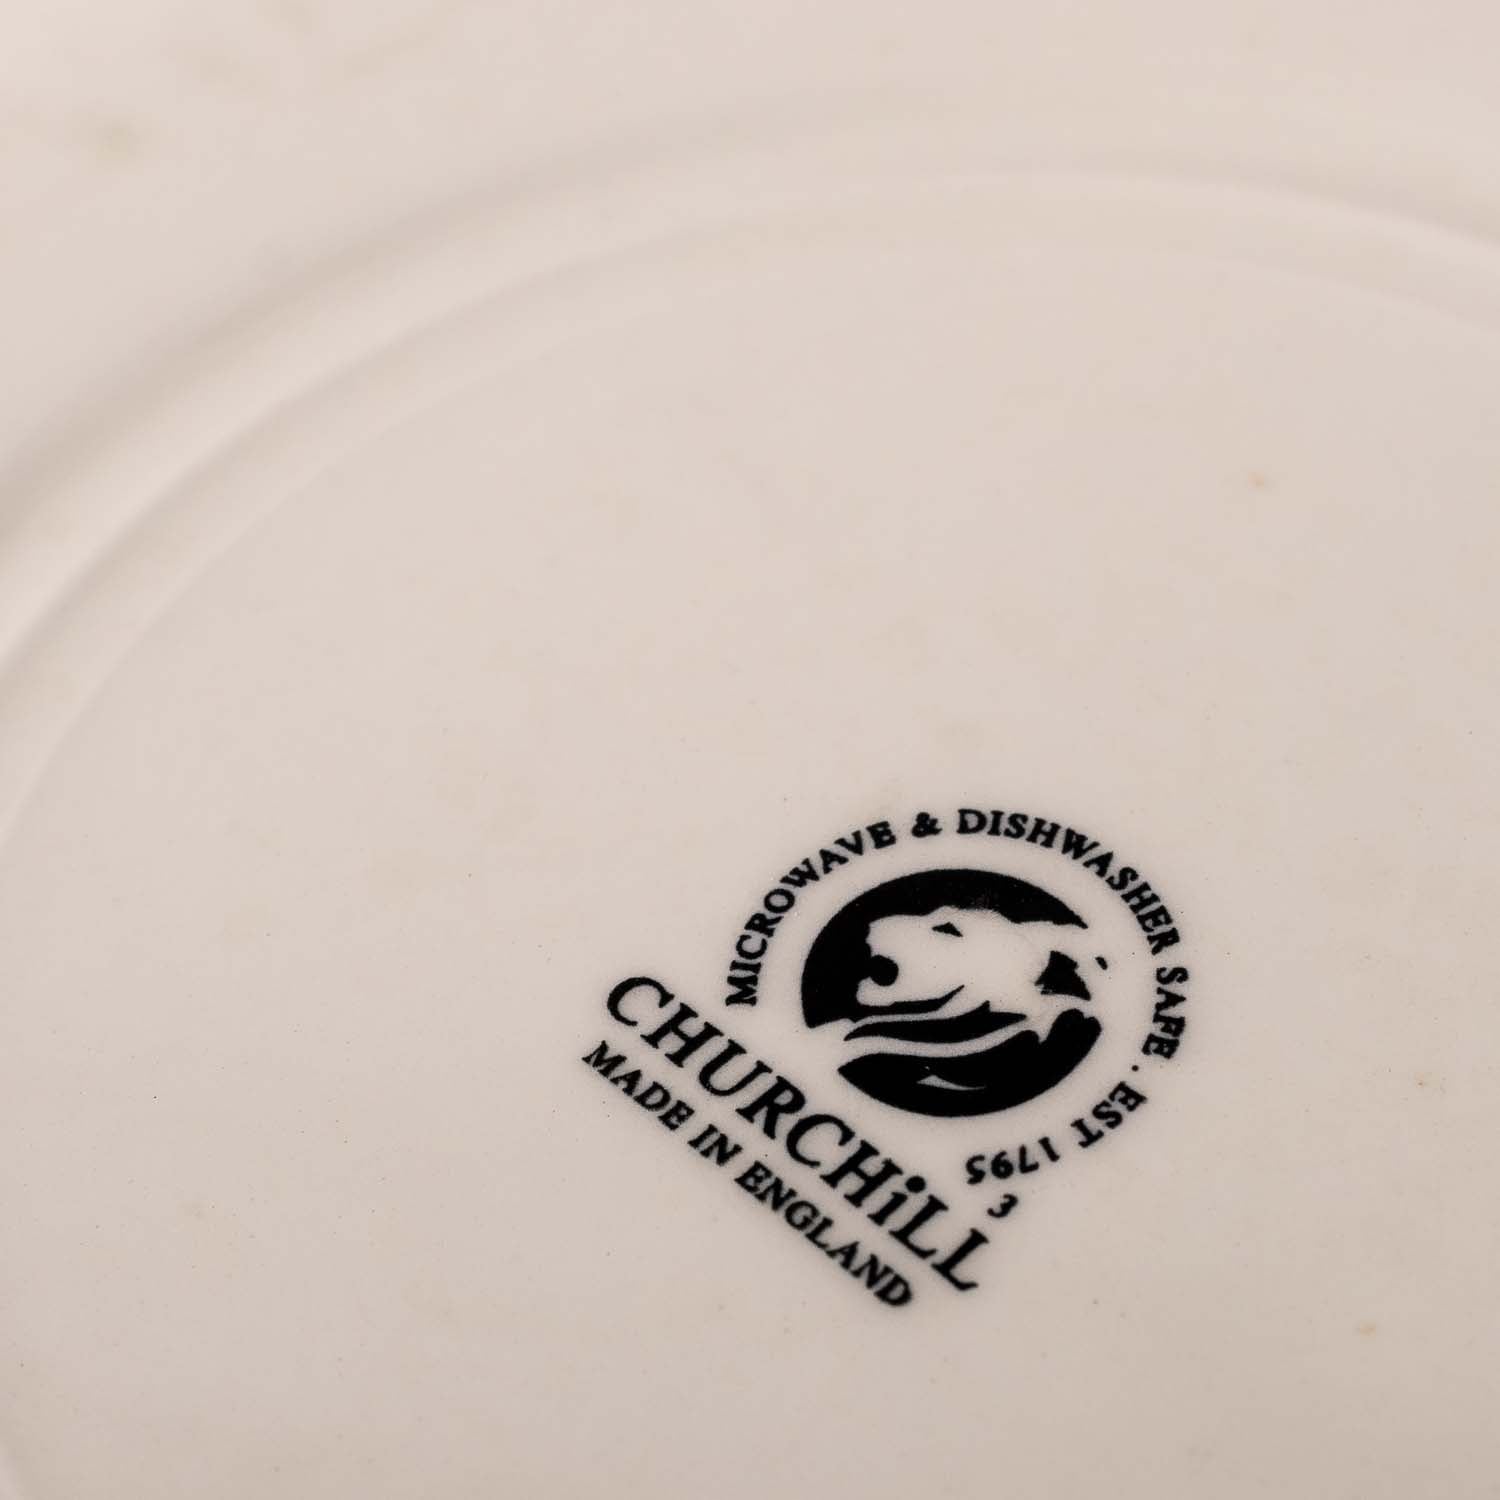 MICROWAVE & DISHWASHER SAFE . EST 1795
3
CHURCHiLL
MADE IN ENGLAND